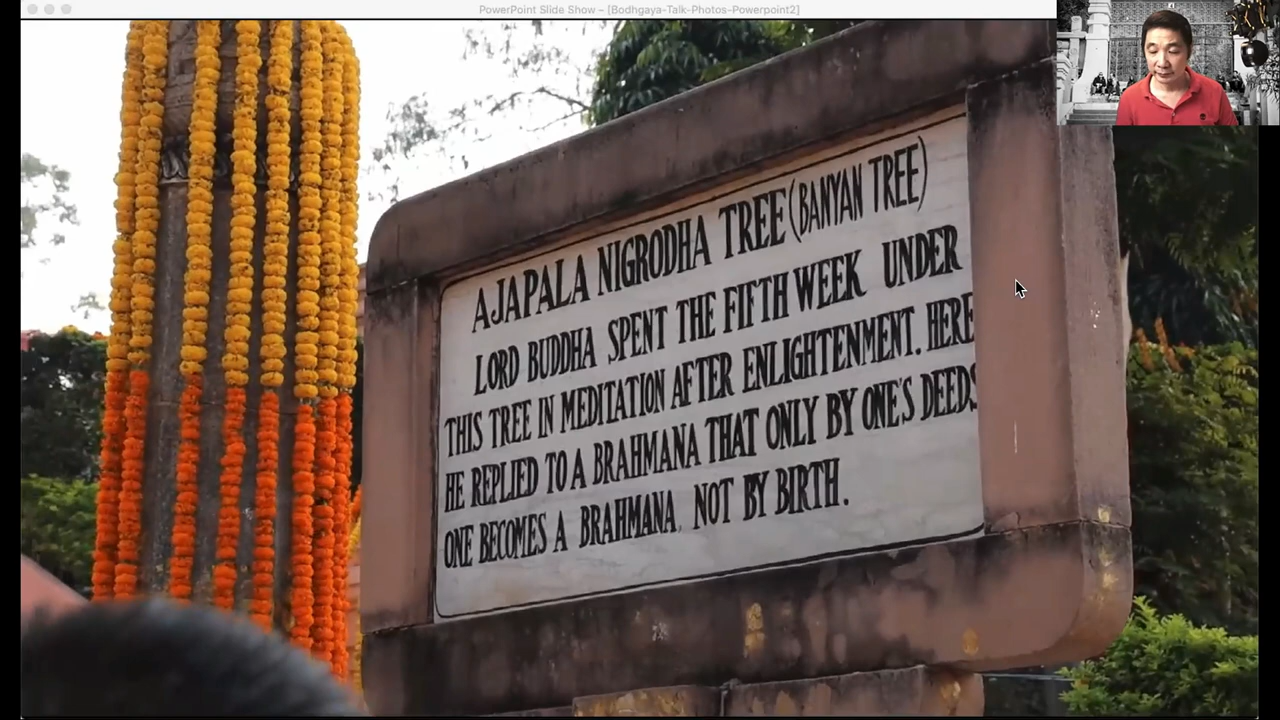 PowerPoint Slide Show – [Bodhgaya-Talk-Photos-Powerpoint2]
AJAPALA NIGRODHA TREE (BANYAN TREE)
LORD BUDDHA SPENT THE FIFTH WEEK UNDER
THIS TREE IN MEDITATION AFTER ENLIGHTENMENT. HERE
HE REPLIED TO A BRAHMANA THAT ONLY BY ONE'S DEEDS
ONE BECOMES A BRAHMANA, NOT BY BIRTH.